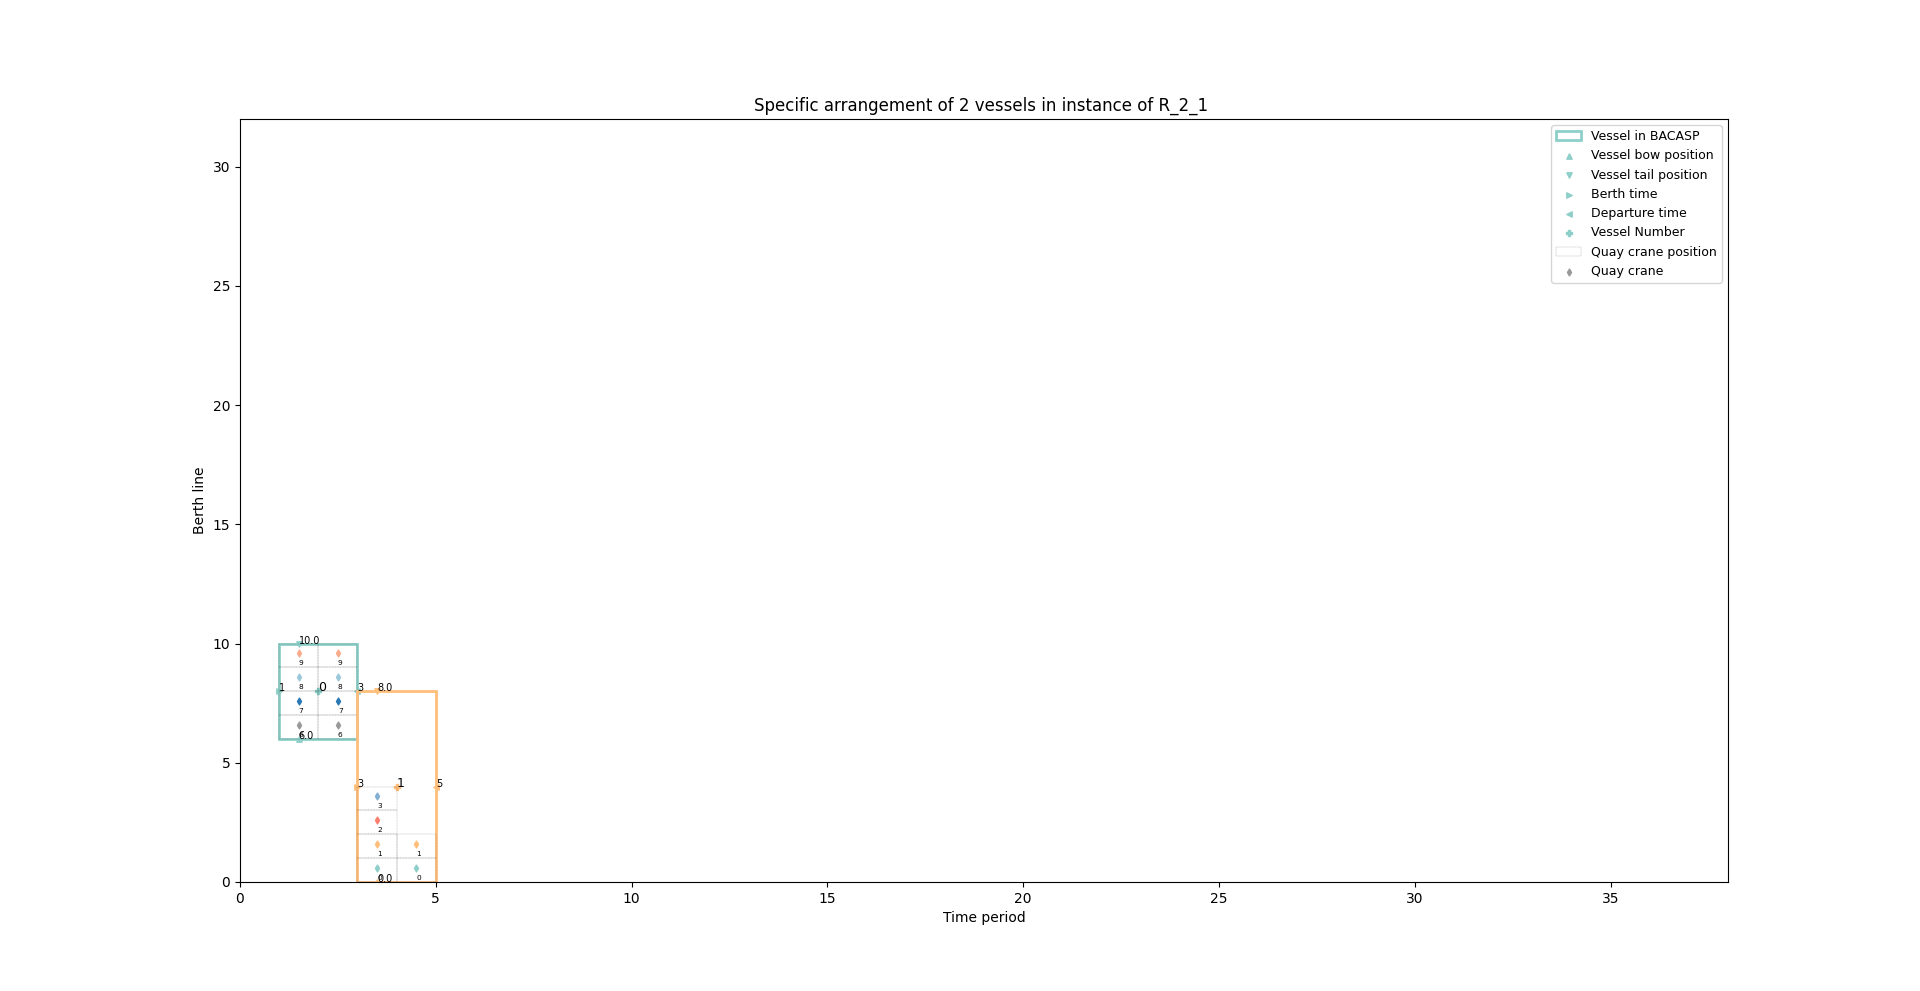 Specific arrangement of 2 vessels in instance of R_2_1
Vessel in BACASP
Vessel bow position
Vessel tail position
Berth time
Departure time
Vessel Number
Quay crane position
Quay crane
Berth line
30
25
20
15
10
5
0
10.0
9 9
1 8 0 8 3 8.0
7 7
6 6.0 6
3 1 5
3
2
1 1
0 0.0 0
0 5 10 15 20 25 30 35
Time period